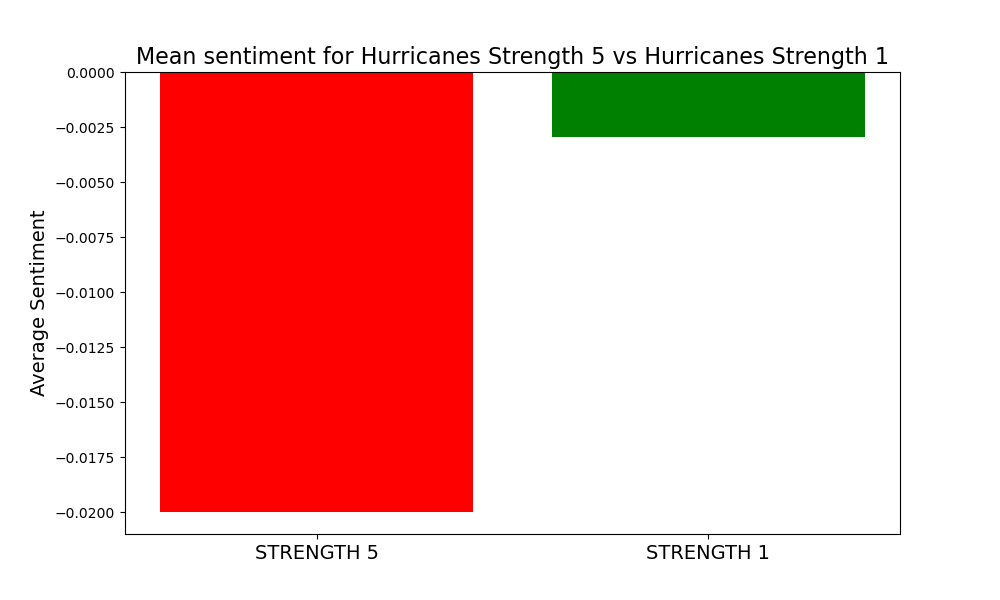 Mean sentiment for Hurricanes Strength 5 vs Hurricanes Strength 1
Average Sentiment
0.0000
−0.0025
−0.0050
−0.0075
−0.0100
−0.0125
−0.0150
−0.0175
−0.0200
STRENGTH 5
STRENGTH 1